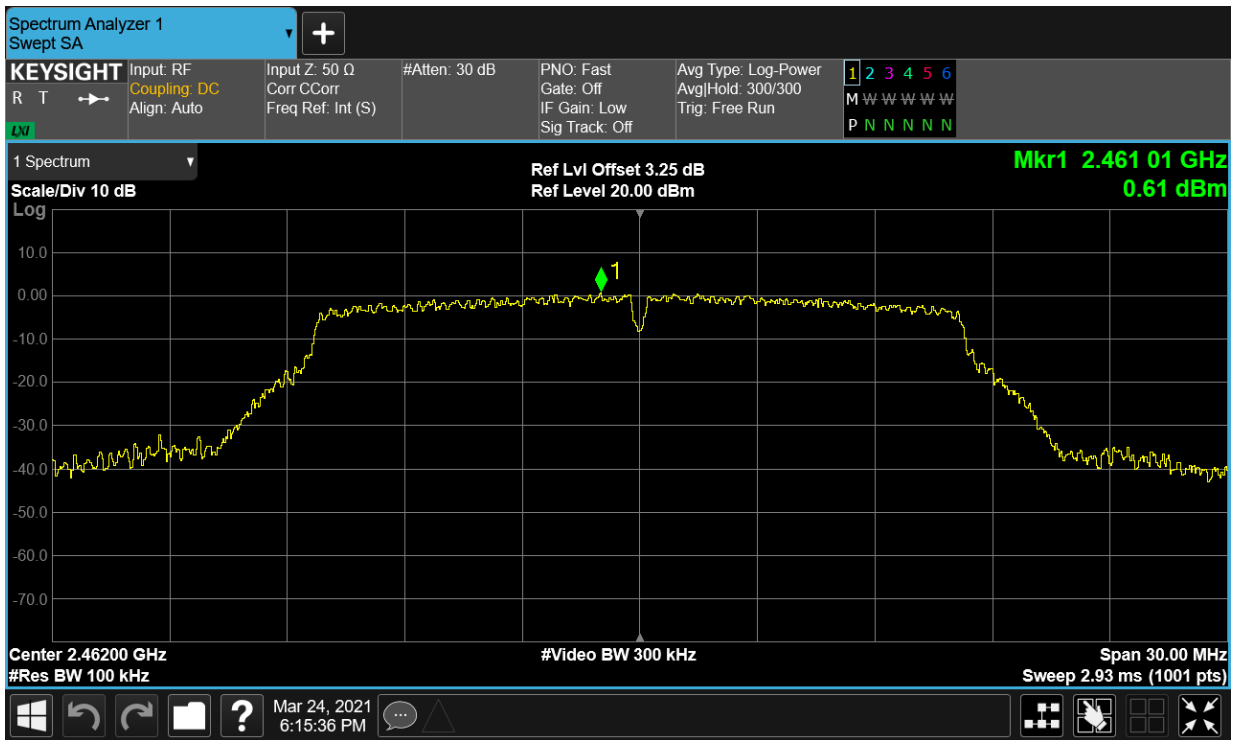 Spectrum Analyzer 1
Swept SA
+
KEYSIGHT
R T
LXI
Input: RF
Coupling: DC
Align: Auto
Input Z: 50 Ω
Corr CCorr
Freq Ref: Int (S)
#Atten: 30 dB
PNO: Fast
Gate: Off
IF Gain: Low
Sig Track: Off
Avg Type: Log-Power
Avg|Hold: 300/300
Trig: Free Run
1 2 3 4 5 6
M W W W W W
P N N N N N
1 Spectrum
Scale/Div 10 dB
Log
Ref Lvl Offset 3.25 dB
Ref Level 20.00 dBm
Mkr1 2.461 01 GHz
0.61 dBm
1
10.0
0.00
-10.0
-20.0
-30.0
-40.0
-50.0
-60.0
-70.0
Center 2.46200 GHz
#Res BW 100 kHz
#Video BW 300 kHz
Span 30.00 MHz
Sweep 2.93 ms (1001 pts)
?
Mar 24, 2021
6:15:36 PM